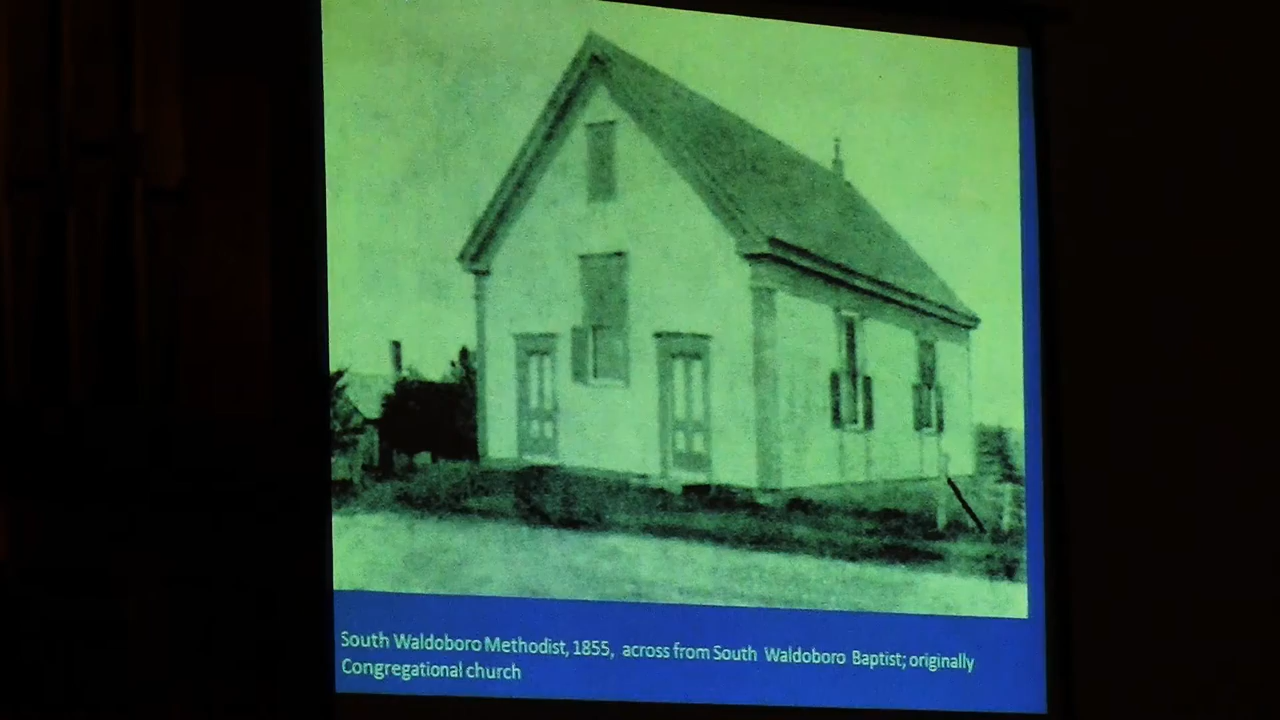 South Waldoboro Methodist, 1855, across from South Waldoboro Baptist; originally
Congregational church